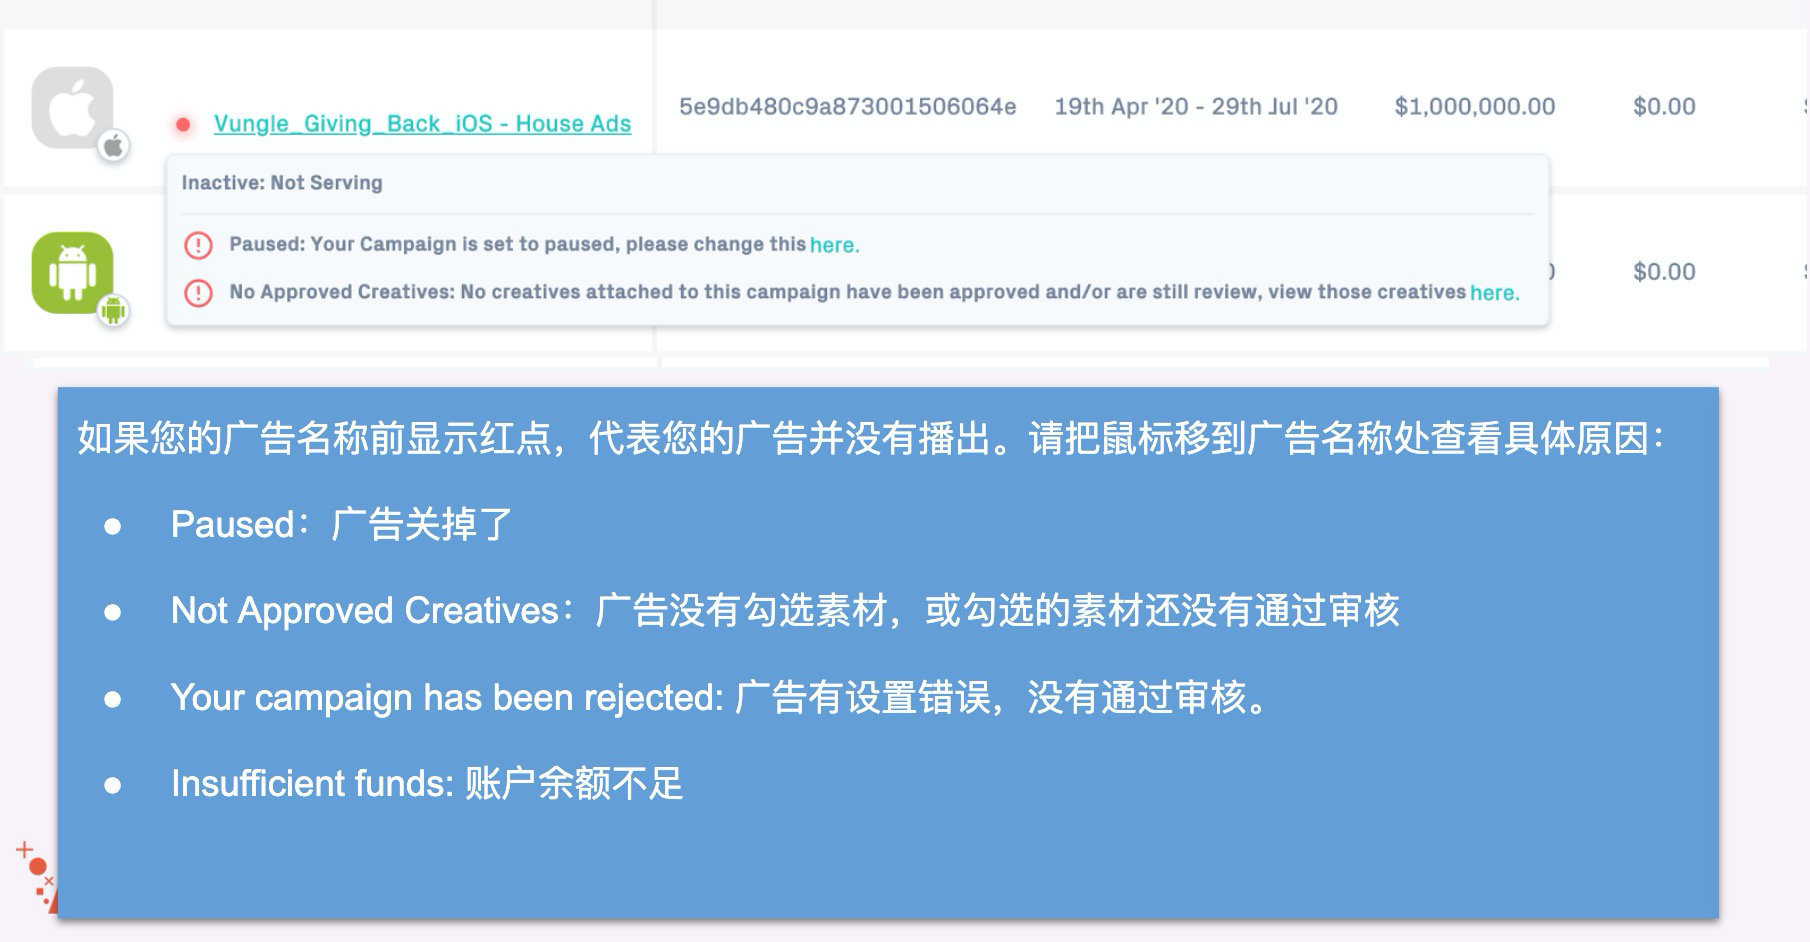 Vungle_Giving_Back_iOS - House Ads
5e9db480c9a873001506064e
19th Apr '20 - 29th Jul '20
$1,000,000.00
$0.00
Inactive: Not Serving
Paused: Your Campaign is set to paused, please change this here.
No Approved Creatives: No creatives attached to this campaign have been approved and/or are still review, view those creatives here.
$0.00
如果您的广告名称前显示红点，代表您的广告并没有播出。请把鼠标移到广告名称处查看具体原因：
● Paused：广告关掉了
● Not Approved Creatives：广告没有勾选素材，或勾选的素材还没有通过审核
● Your campaign has been rejected: 广告有设置错误，没有通过审核。
● Insufficient funds: 账户余额不足